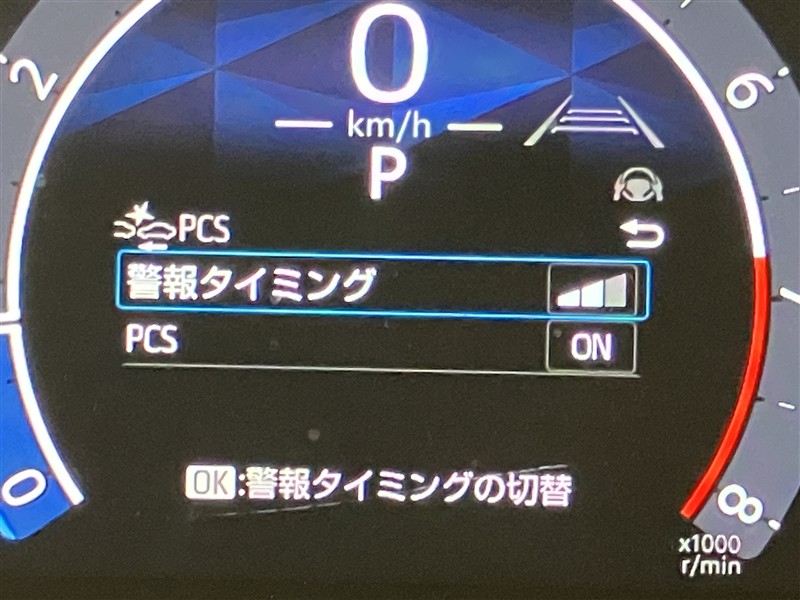 0
2
6
km/h
P
PCS
警報タイミング
PCS ON
OK:警報タイミングの切替
0
8
x1000
r/min